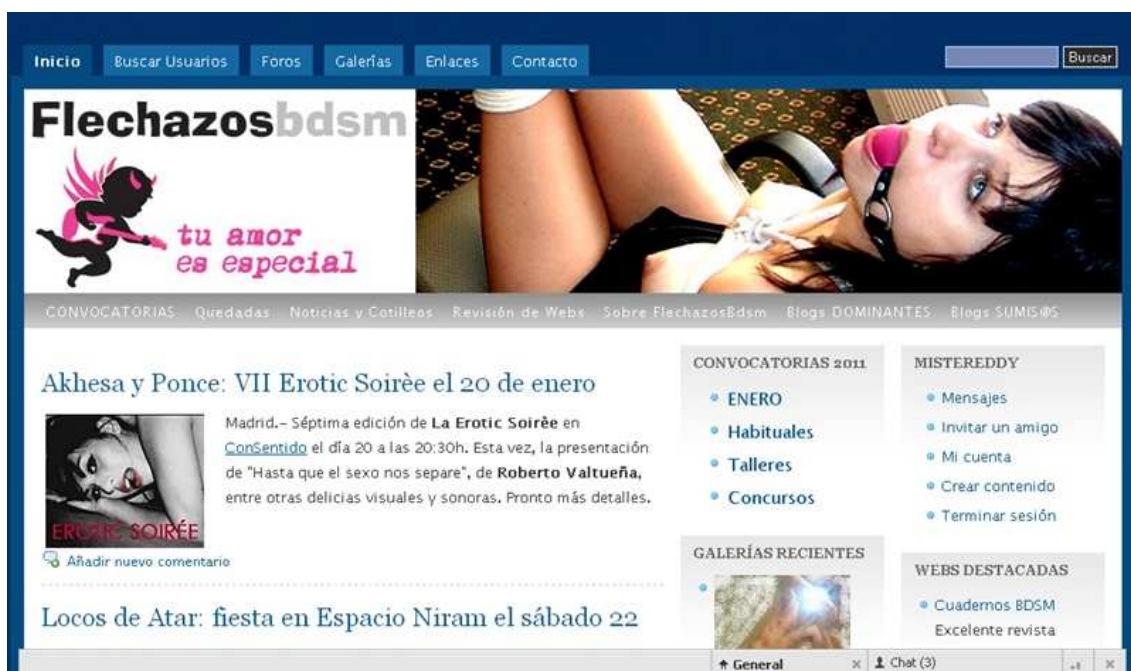 Inicio Buscar Usuarios Foros Galerías Enlaces Contacto Buscar
Flechazosbdsm
tu amor
es especial
CONVOCATORIAS Quedadas Noticias y Cotilleos Revisión de Webs Sobre FlechazosBdsm Blogs DOMINANTES Blogs SUMIS@S
Akhesa y Ponce: VII Erotic Soirèe el 20 de enero
Madrid.- Séptima edición de La Erotic Soirêe en
ConSentido el día 20 a las 20:30h. Esta vez, la presentación
de "Hasta que el sexo nos separe", de Roberto Valtueña,
entre otras delicias visuales y sonoras. Pronto más detalles.
EROTIC SOIRÉE
Añadir nuevo comentario
Locos de Atar: fiesta en Espacio Niram el sábado 22
CONVOCATORIAS 2011
ENERO
Habituales
Talleres
Concursos
GALERÍAS RECIENTES
MISTEREDDY
Mensajes
Invitar un amigo
Mi cuenta
Crear contenido
Terminar sesión
WEBS DESTACADAS
Cuadernos BDSM
Excelente revista
General
Chat (3)